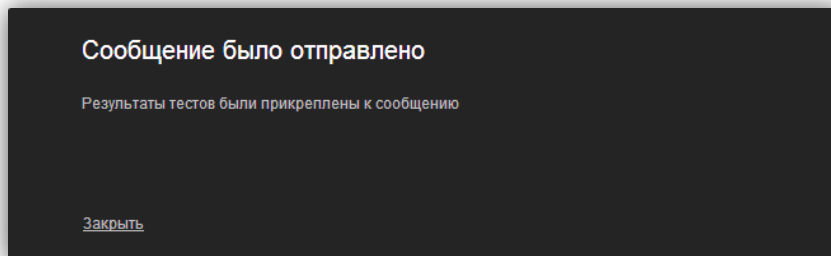 Сообщение было отправлено
Результаты тестов были прикреплены к сообщению
Закрыть